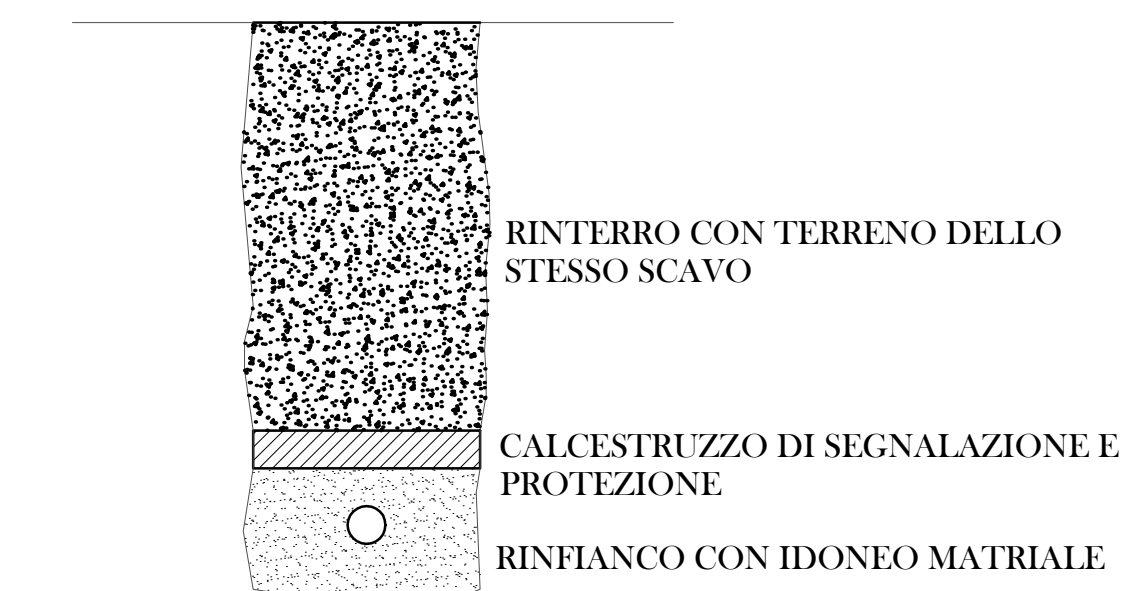 RINTERRO CON TERRENO DELLO
STESSO SCAVO
CALCESTRUZZO DI SEGNALAZIONE E
PROTEZIONE
RINFIANCO CON IDONEO MATRIALE